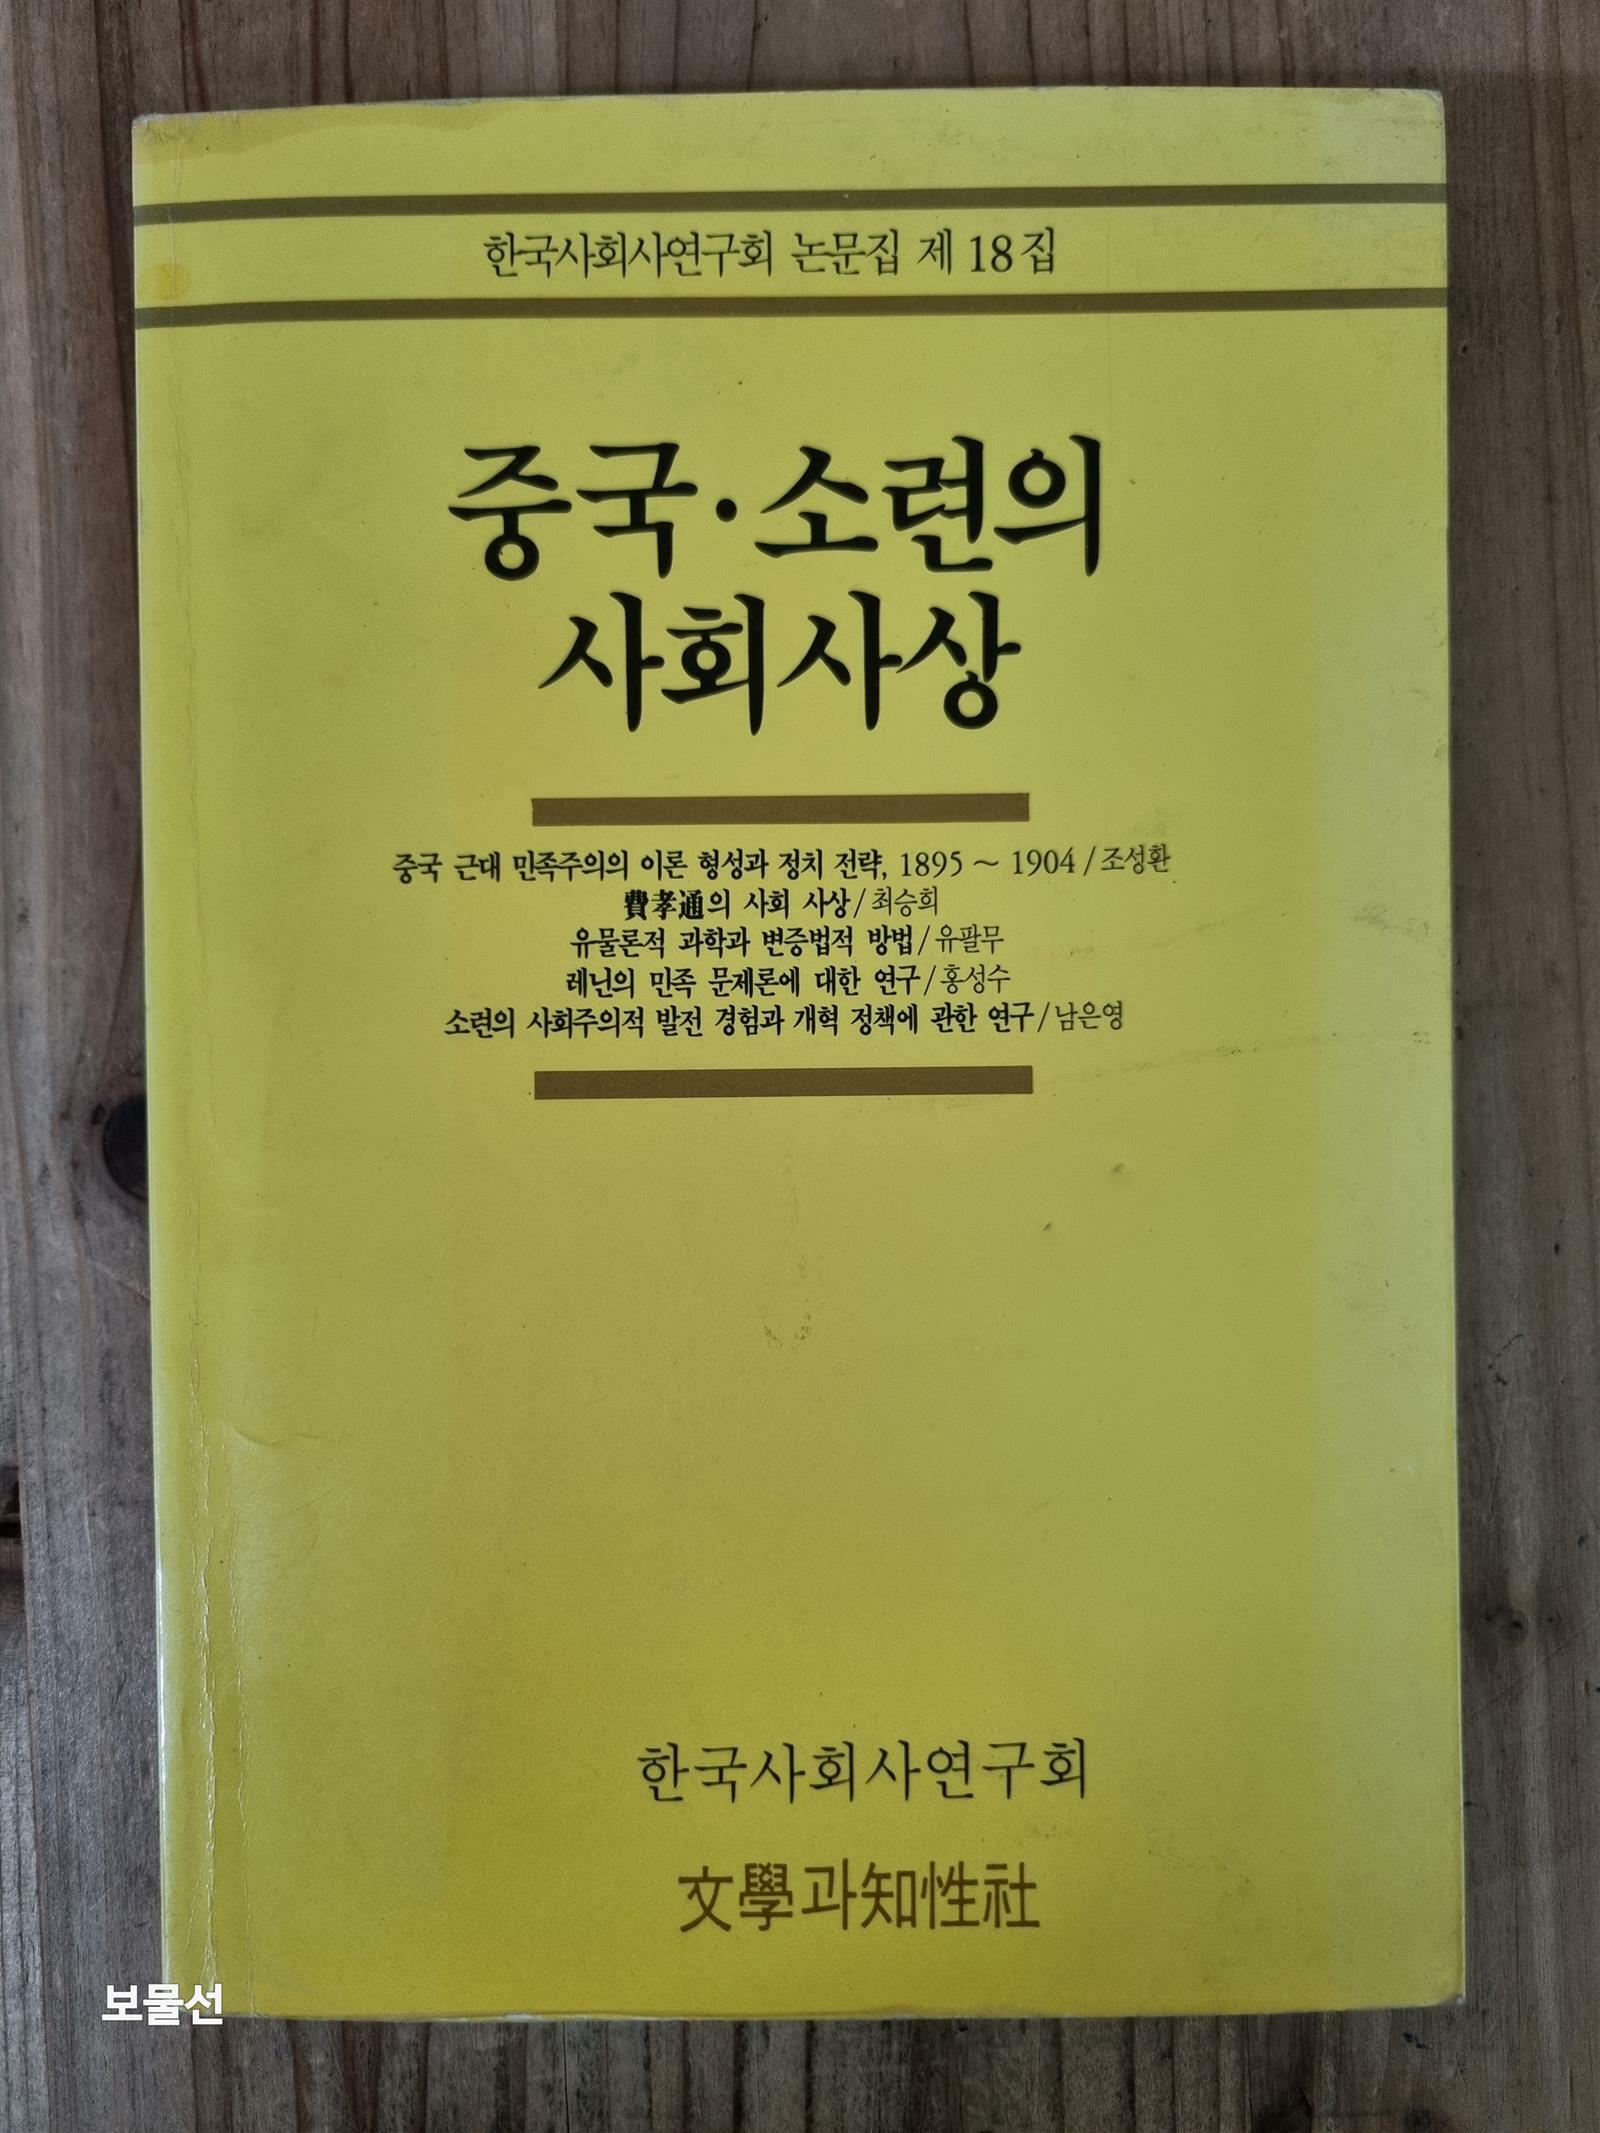 한국사회사연구회 논문집 제 18 집
중국·소련의
사회사상
중국 근대 민족주의의 이론 형성과 정치 전략, 1895 ~ 1904 / 조성환
費孝通의 사회 사상 / 최승희
유물론적 과학과 변증법적 방법 / 유팔무
레닌의 민족 문제론에 대한 연구 / 홍성수
소련의 사회주의적 발전 경험과 개혁 정책에 관한 연구 / 남은영
한국사회사연구회
文學과知性社
보물선